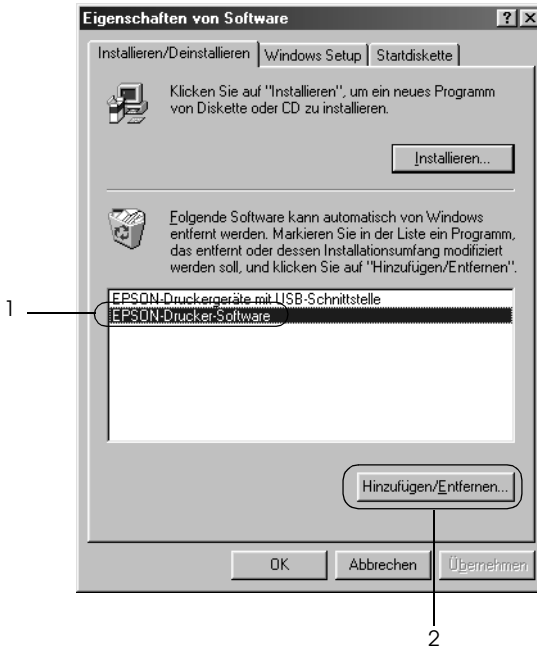 Eigenschaften von Software
Installieren/Deinstallieren Windows Setup Startdiskette
Klicken Sie auf "Installieren", um ein neues Programm
von Diskette oder CD zu installieren.
Installieren...
Folgende Software kann automatisch von Windows
entfernt werden. Markieren Sie in der Liste ein Programm,
das entfernt oder dessen Installationsumfang modifiziert
werden soll, und klicken Sie auf "Hinzufügen/Entfernen".
EPSON-Druckergeräte mit USB-Schnittstelle
1 EPSON-Drucker-Software
Hinzufügen/Entfernen...
OK Abbrechen Übernehmen
2